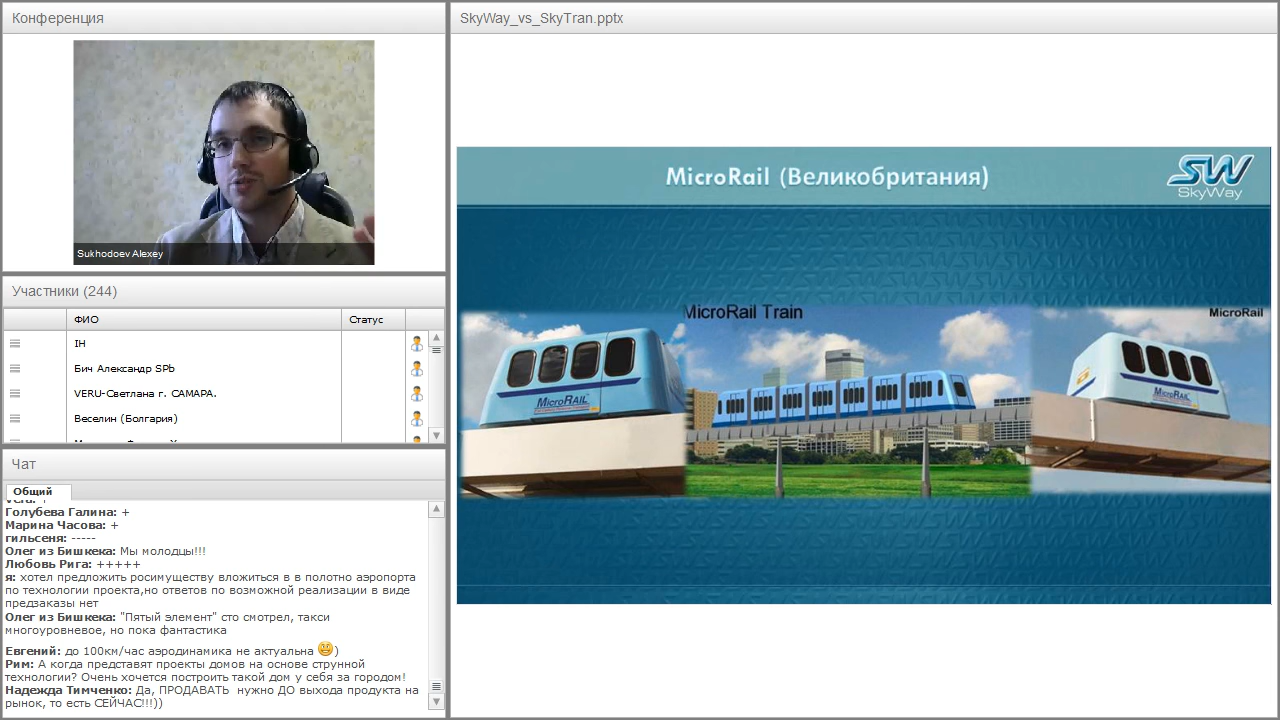 Конференция
Sukhodoev Alexey
Участники (244)
ФИО
Статус
IH
Бич Александр SPb
VERU-Светлана г. САМАРА.
Веселин (Болгария)
Чат
Общий
Голубева Галина: +
Марина Часова: +
гильсеня: -----
Олег из Бишкека: Мы молодцы!!!
Любовь Рига: +++++
я: хотел предложить росимуществу вложиться в в полотно аэропорта
по технологии проекта,но ответов по возможной реализации в виде
предзаказы нет
Олег из Бишкека: "Пятый элемент" сто смотрел, такси
многоуровневое, но пока фантастика
Евгений: до 100км/час аэродинамика не актуальна )
Рим: А когда представят проекты домов на основе струнной
технологии? Очень хочется построить такой дом у себя за городом!
Надежда Тимченко: Да, ПРОДАВАТЬ нужно ДО выхода продукта на
рынок, то есть СЕЙЧАС!!!))
SkyWay_vs_SkyTran.pptx
MicroRail (Великобритания)
SW
SkyWay
MicroRail Train
MicroRail
MicroRAIL
MicroRAIL